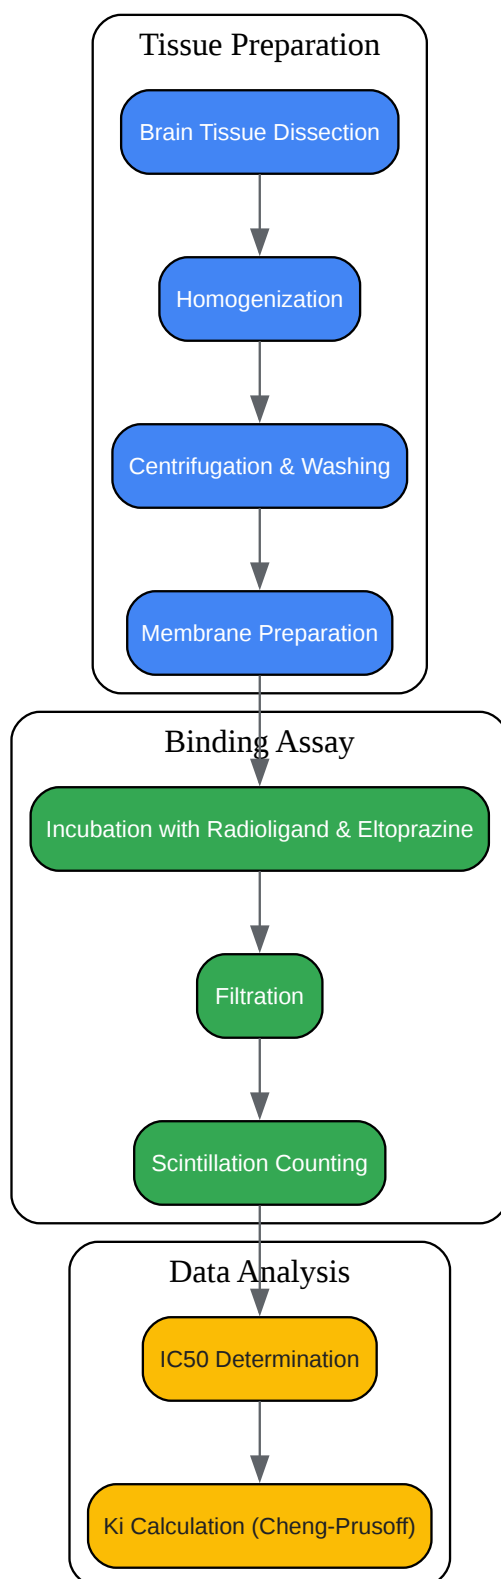 Tissue Preparation
Brain Tissue Dissection
Homogenization
Centrifugation & Washing
Membrane Preparation
Binding Assay
Incubation with Radioligand & Eltoprazine
Filtration
Scintillation Counting
Data Analysis
IC50 Determination
Ki Calculation (Cheng-Prusoff)